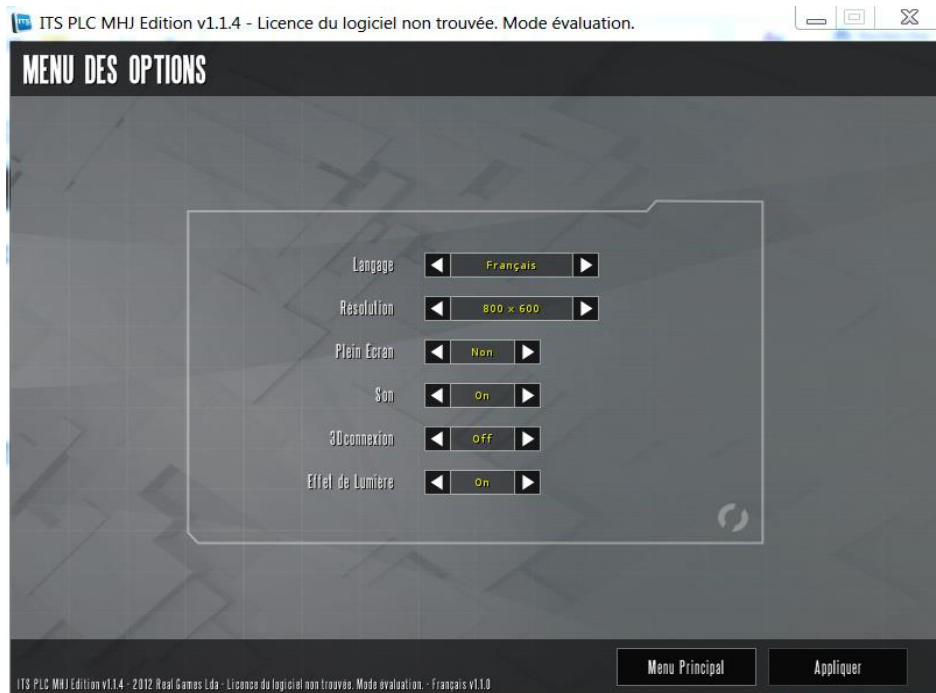 ITS PLC MHJ Edition v1.1.4 - Licence du logiciel non trouvée. Mode évaluation.
MENU DES OPTIONS
Langage Français
Résolution 800 x 600
Plein Ecran Non
Son On
3Dconnexion Off
Effet de Lumière On
Menu Principal Appliquer
ITS PLC MHJ Edition v1.1.4 - 2012 Real Games Lda - Licence du logiciel non trouvée. Mode évaluation. - Français v1.1.0